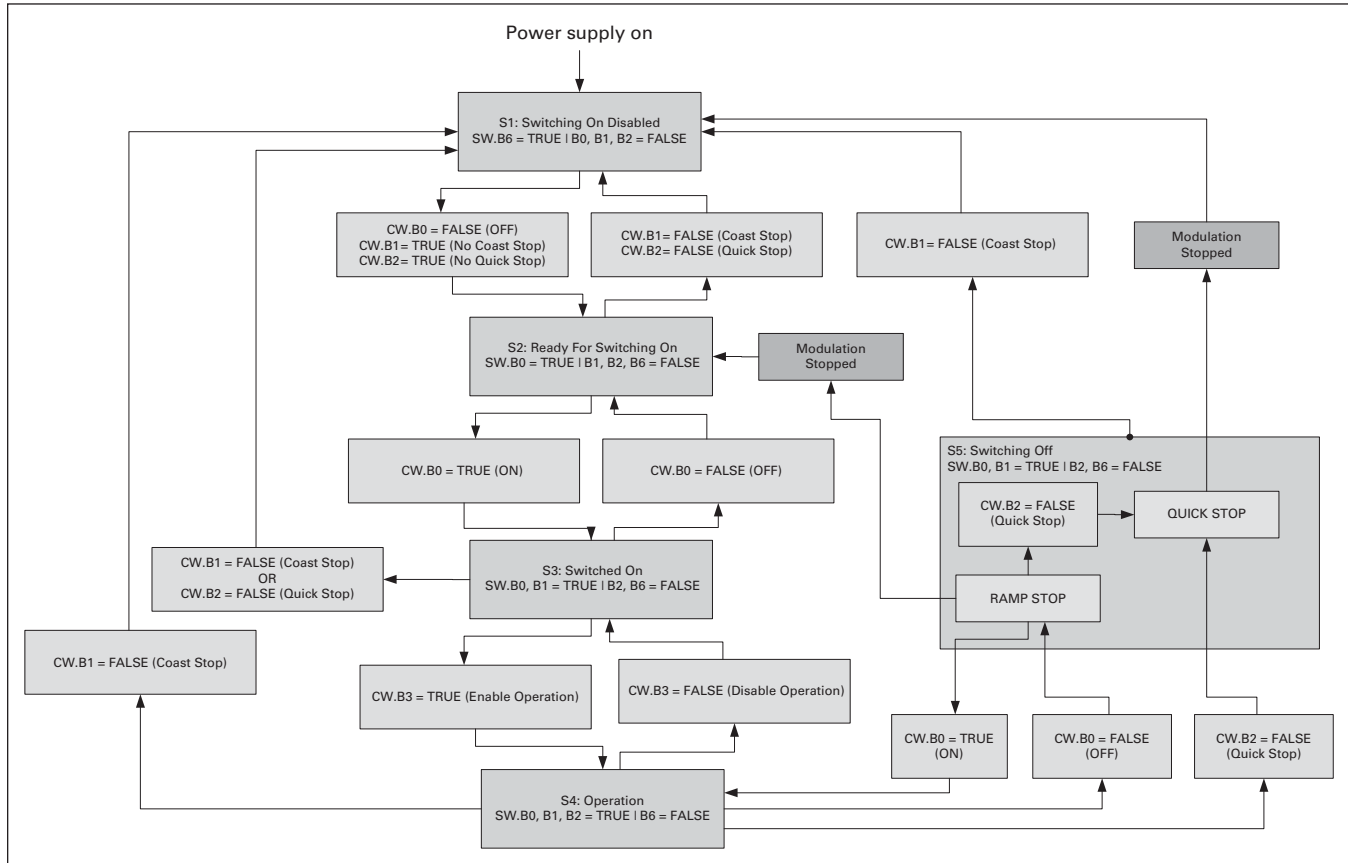 Power supply on
S1: Switching On Disabled
SW.B6 = TRUE | B0, B1, B2 = FALSE
CW.B0 = FALSE (OFF)
CW.B1= TRUE (No Coast Stop)
CW.B2= TRUE (No Quick Stop)
CW.B1= FALSE (Coast Stop)
CW.B2= FALSE (Quick Stop)
CW.B1= FALSE (Coast Stop)
Modulation
Stopped
S2: Ready For Switching On
SW.B0 = TRUE | B1, B2, B6 = FALSE
Modulation
Stopped
CW.B0 = TRUE (ON)
CW.B0 = FALSE (OFF)
S5: Switching Off
SW.B0, B1 = TRUE | B2, B6 = FALSE
CW.B2 = FALSE
(Quick Stop)
QUICK STOP
RAMP STOP
CW.B1 = FALSE (Coast Stop)
OR
CW.B2 = FALSE (Quick Stop)
S3: Switched On
SW.B0, B1 = TRUE | B2, B6 = FALSE
CW.B1 = FALSE (Coast Stop)
CW.B3 = TRUE (Enable Operation)
CW.B3 = FALSE (Disable Operation)
CW.B0 = TRUE
(ON)
CW.B0 = FALSE
(OFF)
CW.B2 = FALSE
(Quick Stop)
S4: Operation
SW.B0, B1, B2 = TRUE | B6 = FALSE